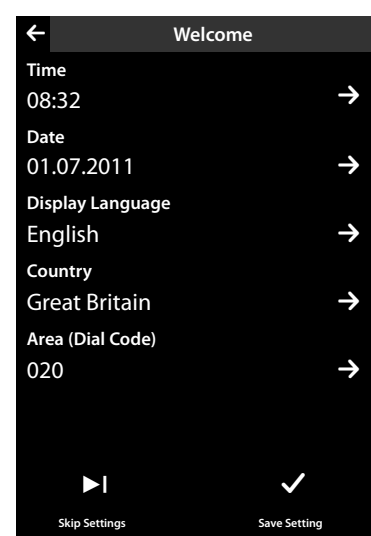 Welcome
Time
08:32
Date
01.07.2011
Display Language
English
Country
Great Britain
Area (Dial Code)
020
Skip Settings Save Setting